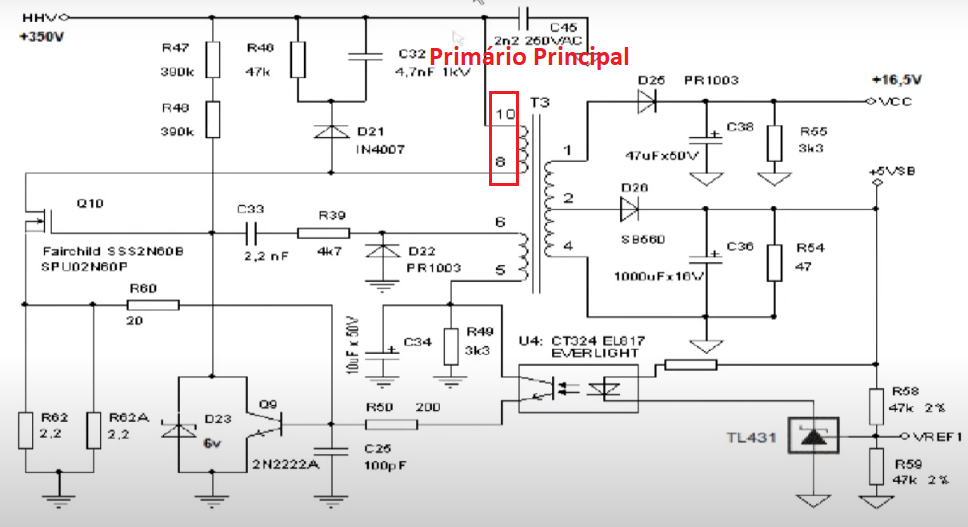 HHV
+350V
R47
390k
R46
47k
C32
4,7nF 1kV
C45
2n2 250VAC
Primário Principal
R48
390k
D21
IN4007
10
T3
8
D25
PR1003
+16,5V
VCC
C38
47uFx50V
R55
3k3
1
2
4
+5VSB
D26
SB560
C36
1000uFx16V
R54
47
Q10
Fairchild SSS2N60B
SPU02N60P
C33
2,2 nF
R39
4k7
6
5
D22
PR1003
R60
20
10uF x 50V
C34
R49
3k3
U4: CT324 EL817
EVERLIGHT
R62
2,2
R62A
2,2
D23
6v
Q9
2N2222A
R50
200
C25
100pF
R58
47k 2%
TL431
VREF1
R59
47k 2%